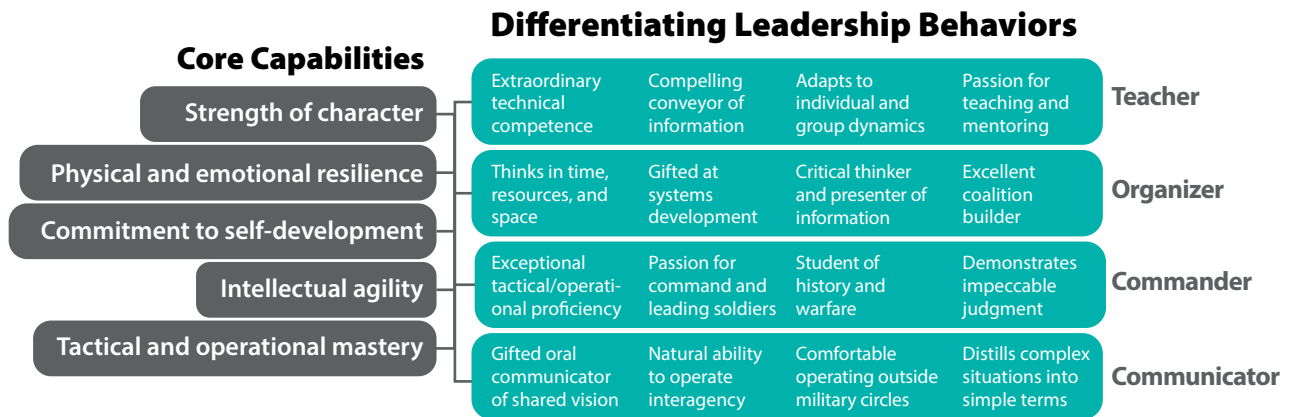 Differentiating Leadership Behaviors
Core Capabilities
Strength of character
Physical and emotional resilience
Commitment to self-development
Intellectual agility
Tactical and operational mastery
Extraordinary
technical
competence
Compelling
conveyor of
information
Adapts to
individual and
group dynamics
Passion for
teaching and
mentoring
Teacher
Thinks in time,
resources, and
space
Gifted at
systems
development
Critical thinker
and presenter of
information
Excellent
coalition
builder
Organizer
Exceptional
tactical/operati-
onal proficiency
Passion for
command and
leading soldiers
Student of
history and
warfare
Demonstrates
impeccable
judgment
Commander
Gifted oral
communicator
of shared vision
Natural ability
to operate
interagency
Comfortable
operating outside
military circles
Distills complex
situations into
simple terms
Communicator